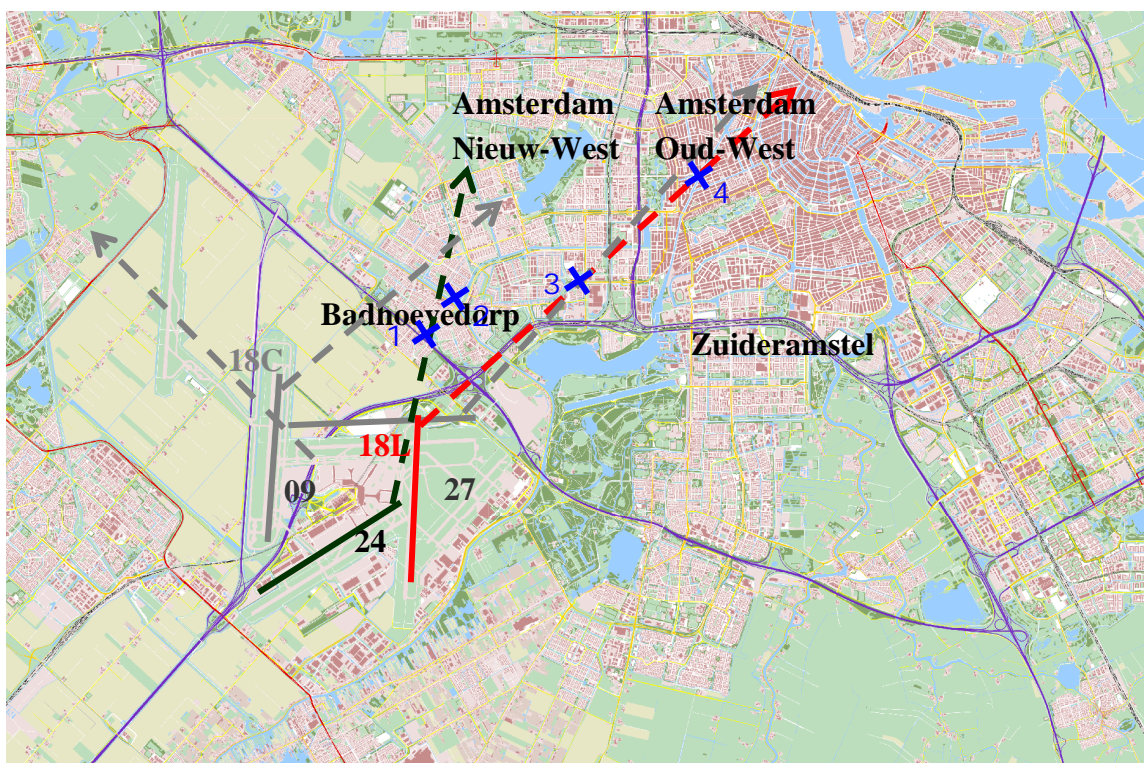 Amsterdam
Nieuw-West
Amsterdam
Oud-West
4
3
2
Badhoevedorp
1
Zuideramstel
18C
18L
09
27
24